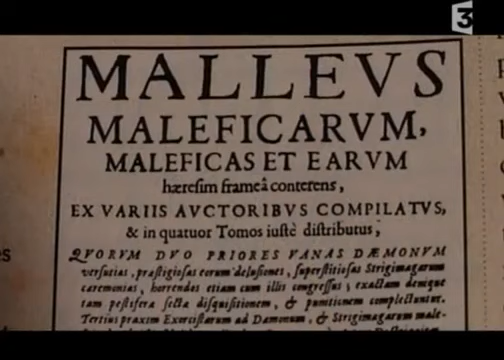 3
MALLEVS
MALEFICARVM,
MALEFICAS ET EARVM
hæresim frameâ conterens,
EX VARIIS AVCTORIBVS COMPILATVS,
& in quatuor Tomos iustè distributus,
QVORVM DVO PRIORES VANAS DÆMONVM
versutias, præstigiosas eorum delusiones, superstitiosas Strigimagarum
cæremonias, horrendos etiam cum illis congressus; exactam denique
tam pestiferæ sectæ disquisitionem, & punitionem complectuntur.
Tertius praxim Exorcistarum ad Dæmonum, & Strigimagarum male-